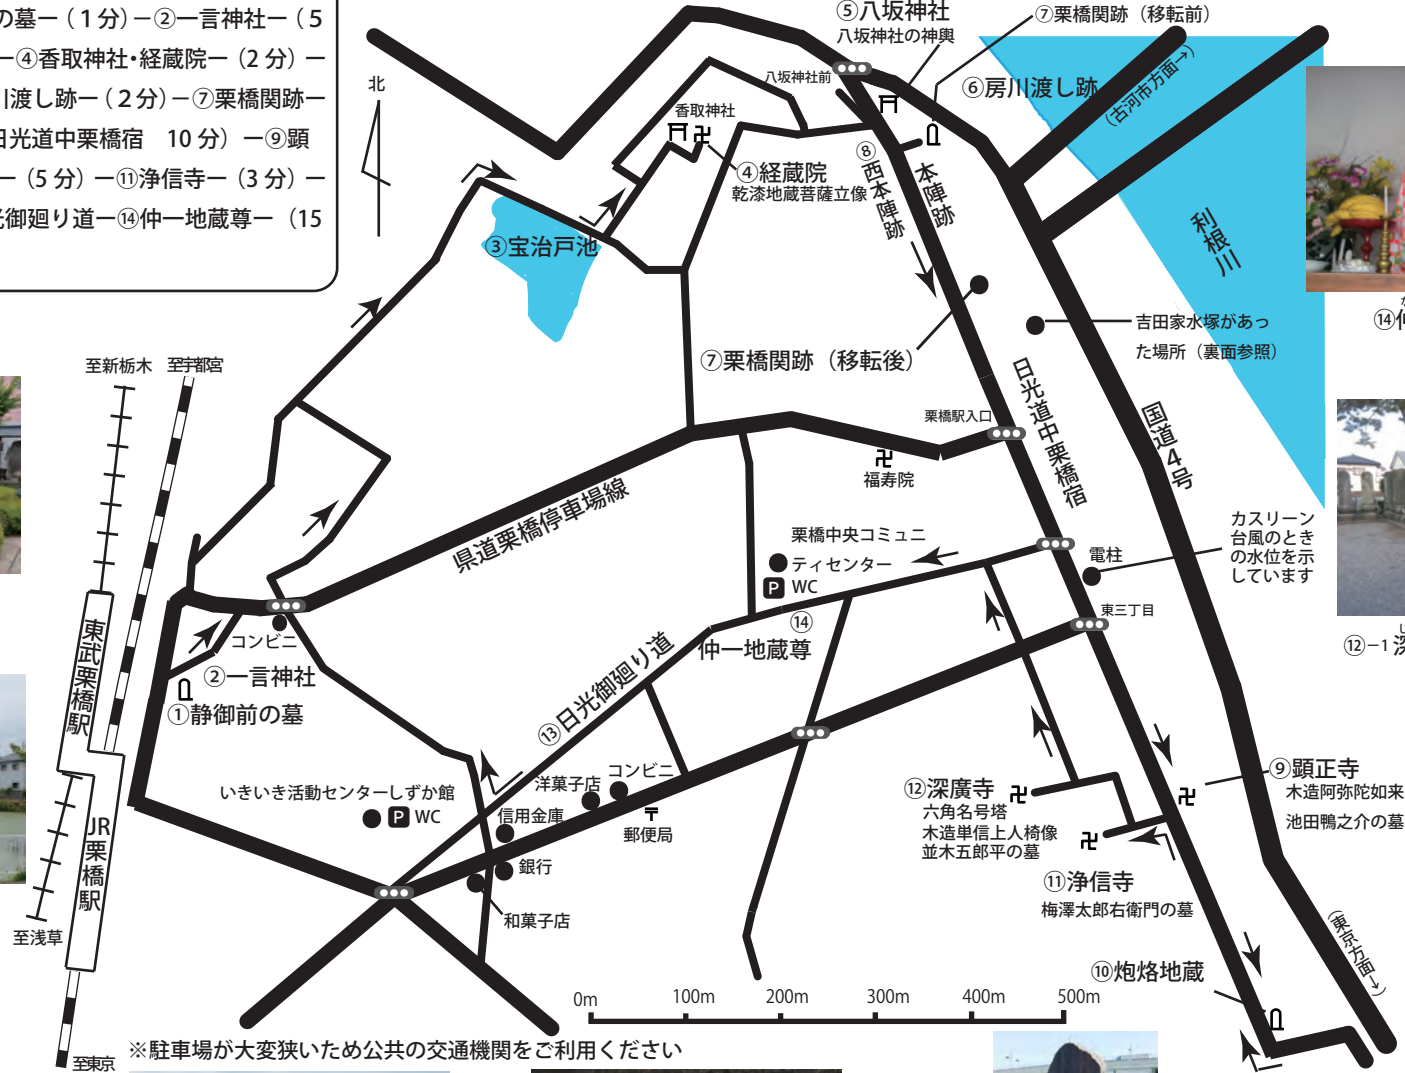 の墓ー（1分）－②一言神社ー（5
ー④香取神社・経蔵院ー（2分）ー
川渡し跡ー（2分）－⑦栗橋関跡ー
日光道中栗橋宿　10分）ー⑨顕
ー（5分）ー⑪浄信寺ー（3分）ー
光御廻り道ー⑭仲一地蔵尊ー（15
北
⑤八坂神社
八坂神社の神輿
⑦栗橋関跡（移転前）
八坂神社前
⑥房川渡し跡
（古河市方面→）
香取神社
④経蔵院
乾漆地蔵菩薩立像
⑧西本陣跡
本陣跡
利根川
③宝治戸池
吉田家水塚があっ
た場所（裏面参照）
⑦栗橋関跡（移転後）
⑭仲
至新栃木
至宇都宮
日光道中栗橋宿
国道4号
栗橋駅入口
福寿院
県道栗橋停車場線
栗橋中央コミュニ
ティセンター
P WC
カスリーン
台風のとき
の水位を示
しています
電柱
東三丁目
⑭
仲一地蔵尊
コンビニ
②一言神社
①静御前の墓
東武栗橋駅
⑬日光御廻り道
⑫－1深
いきいき活動センターしずか館
P WC
洋菓子店
コンビニ
信用金庫
郵便局
銀行
和菓子店
JR栗橋駅
至浅草
至東京
⑫深廣寺
六角名号塔
木造単信上人椅像
並木五郎平の墓
⑨顕正寺
木造阿弥陀如来
池田鴨之介の墓
⑪浄信寺
梅澤太郎右衛門の墓
⑩炮烙地蔵
（東京方面→）
0m 100m 200m 300m 400m 500m
※駐車場が大変狭いため公共の交通機関をご利用ください